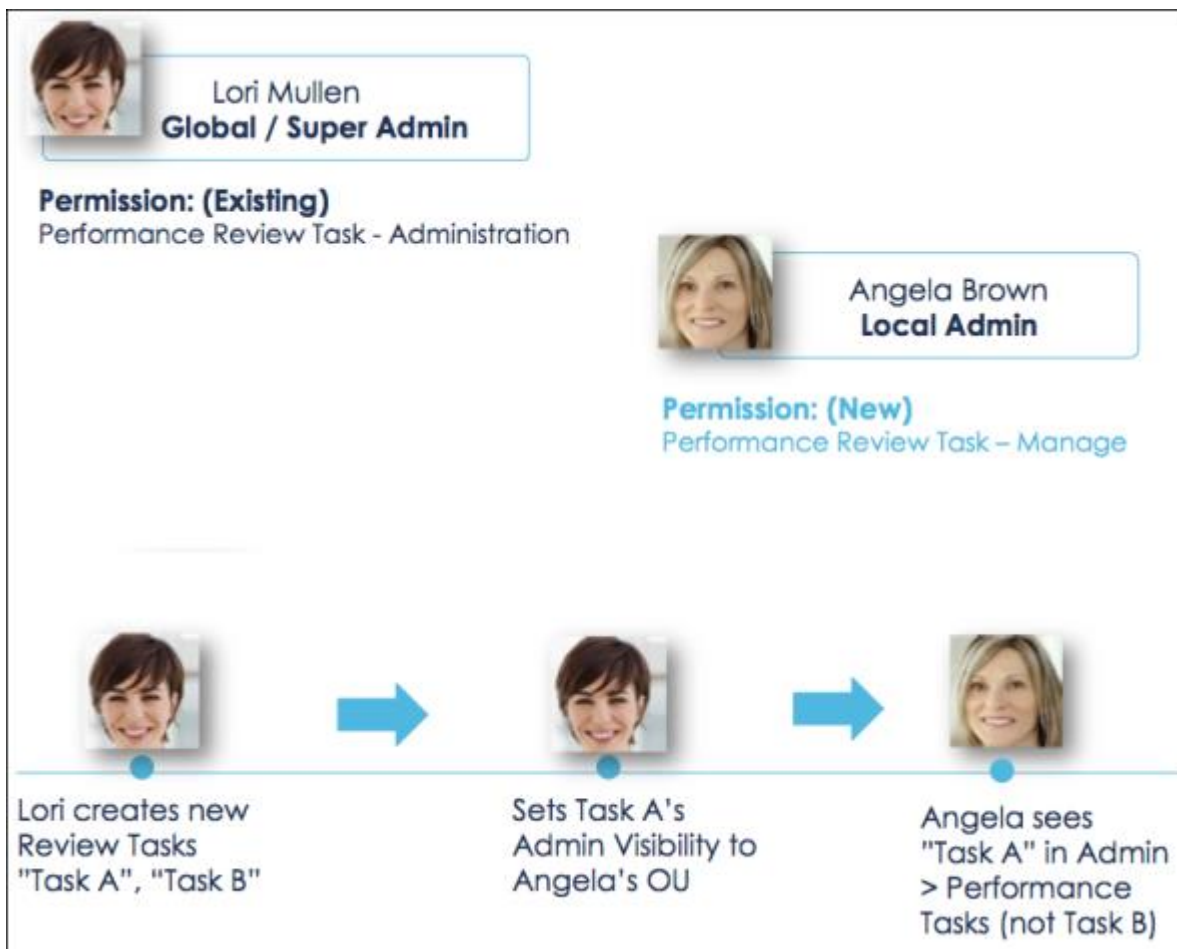 Lori Mullen
Global / Super Admin
Permission: (Existing)
Performance Review Task - Administration
Angela Brown
Local Admin
Permission: (New)
Performance Review Task – Manage
Lori creates new
Review Tasks
"Task A", “Task B”
Sets Task A’s
Admin Visibility to
Angela’s OU
Angela sees
"Task A” in Admin
> Performance
Tasks (not Task B)